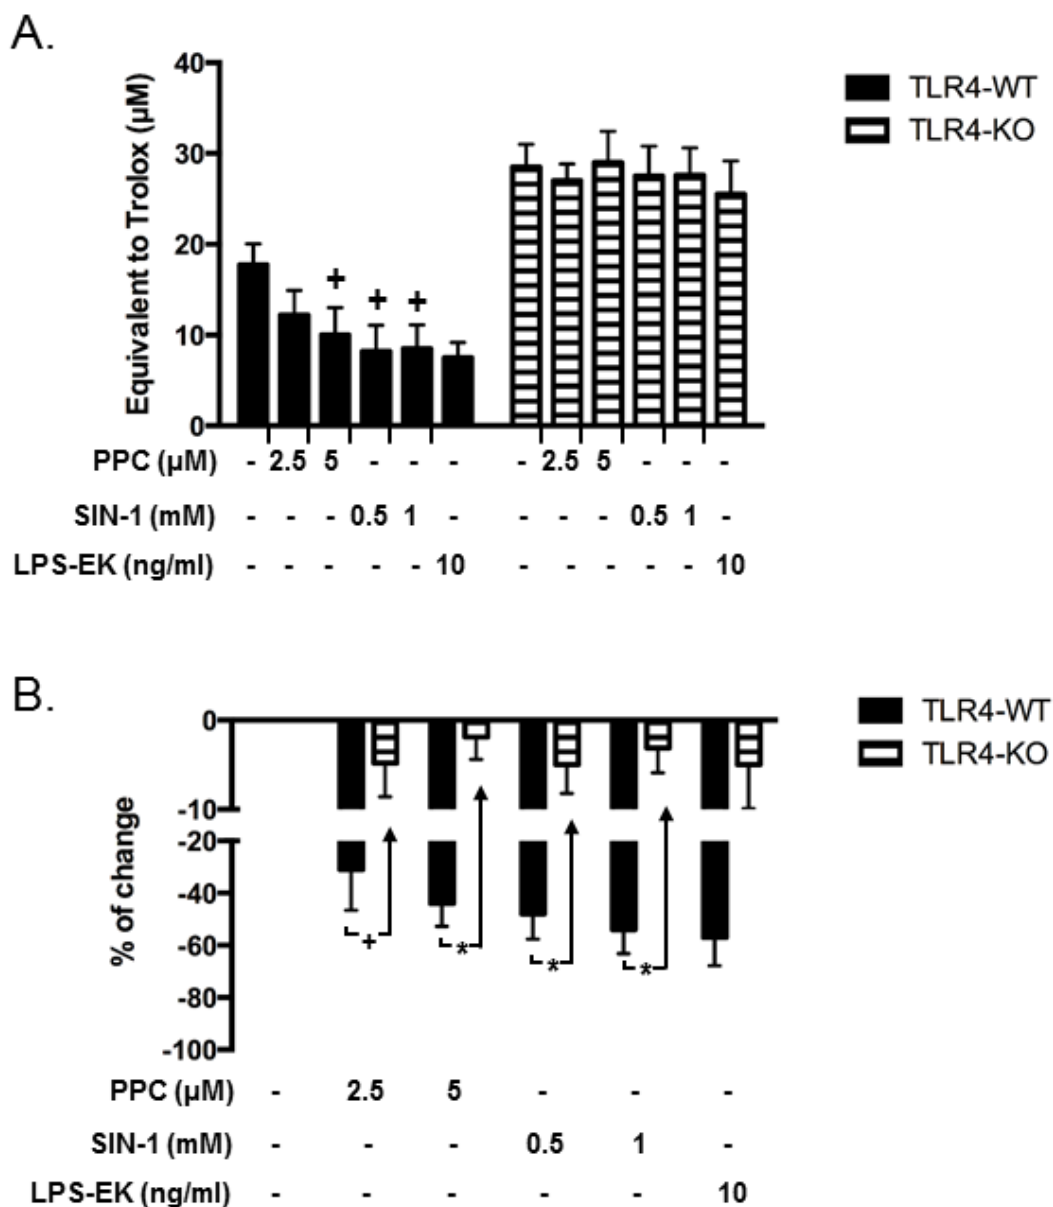 A.
40
30
20
10
0
Equivalent to Trolox (µM)
TLR4-WT
TLR4-KO
+ + +
PPC (µM) - 2.5 5 - - - - 2.5 5 - - -
SIN-1 (mM) - - - 0.5 1 - - - - 0.5 1 -
LPS-EK (ng/ml) - - - - - 10 - - - - - 10
B.
0
-10
-20
-40
-60
-80
-100
% of change
TLR4-WT
TLR4-KO
+ * * *
PPC (µM) - 2.5 5 - - -
SIN-1 (mM) - - - 0.5 1 -
LPS-EK (ng/ml) - - - - - 10